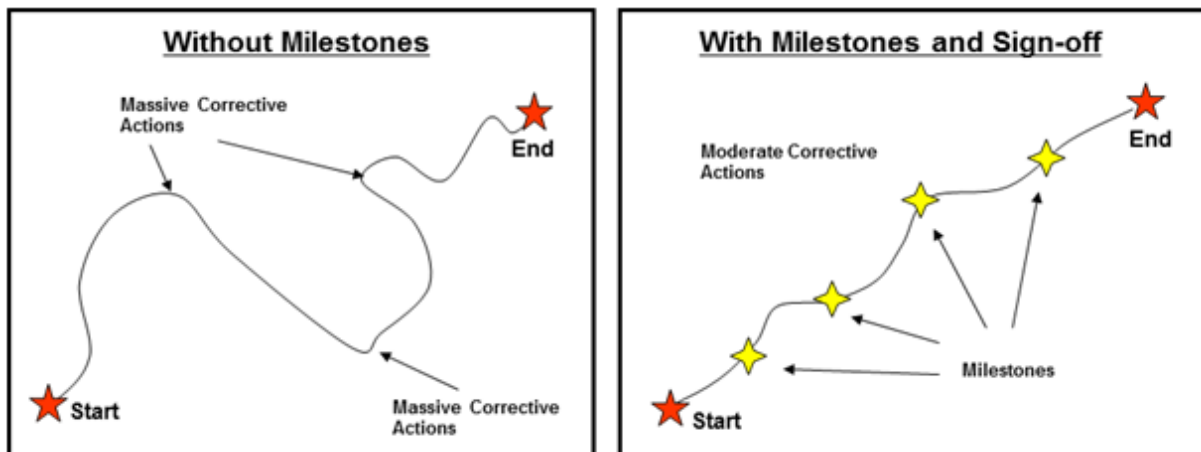 Without Milestones
Massive Corrective
Actions
End
Start
Massive Corrective
Actions
With Milestones and Sign-off
End
Moderate Corrective
Actions
Milestones
Start